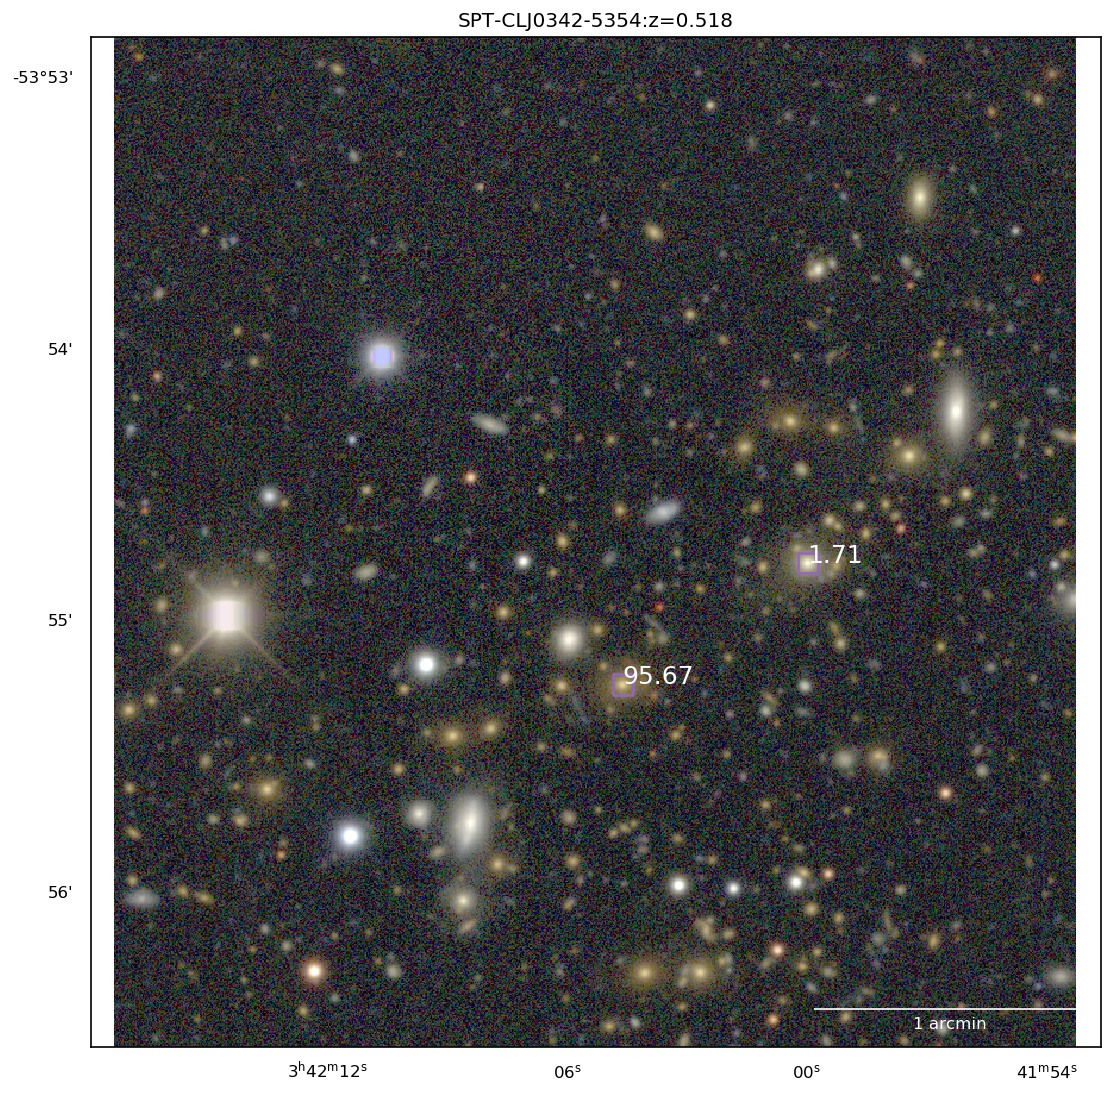 SPT-CLJ0342-5354:z=0.518
-53°53'
54'
1.71
55'
95.67
56'
1 arcmin
3ʰ42ᵐ12ˢ 06ˢ 00ˢ 41ᵐ54ˢ